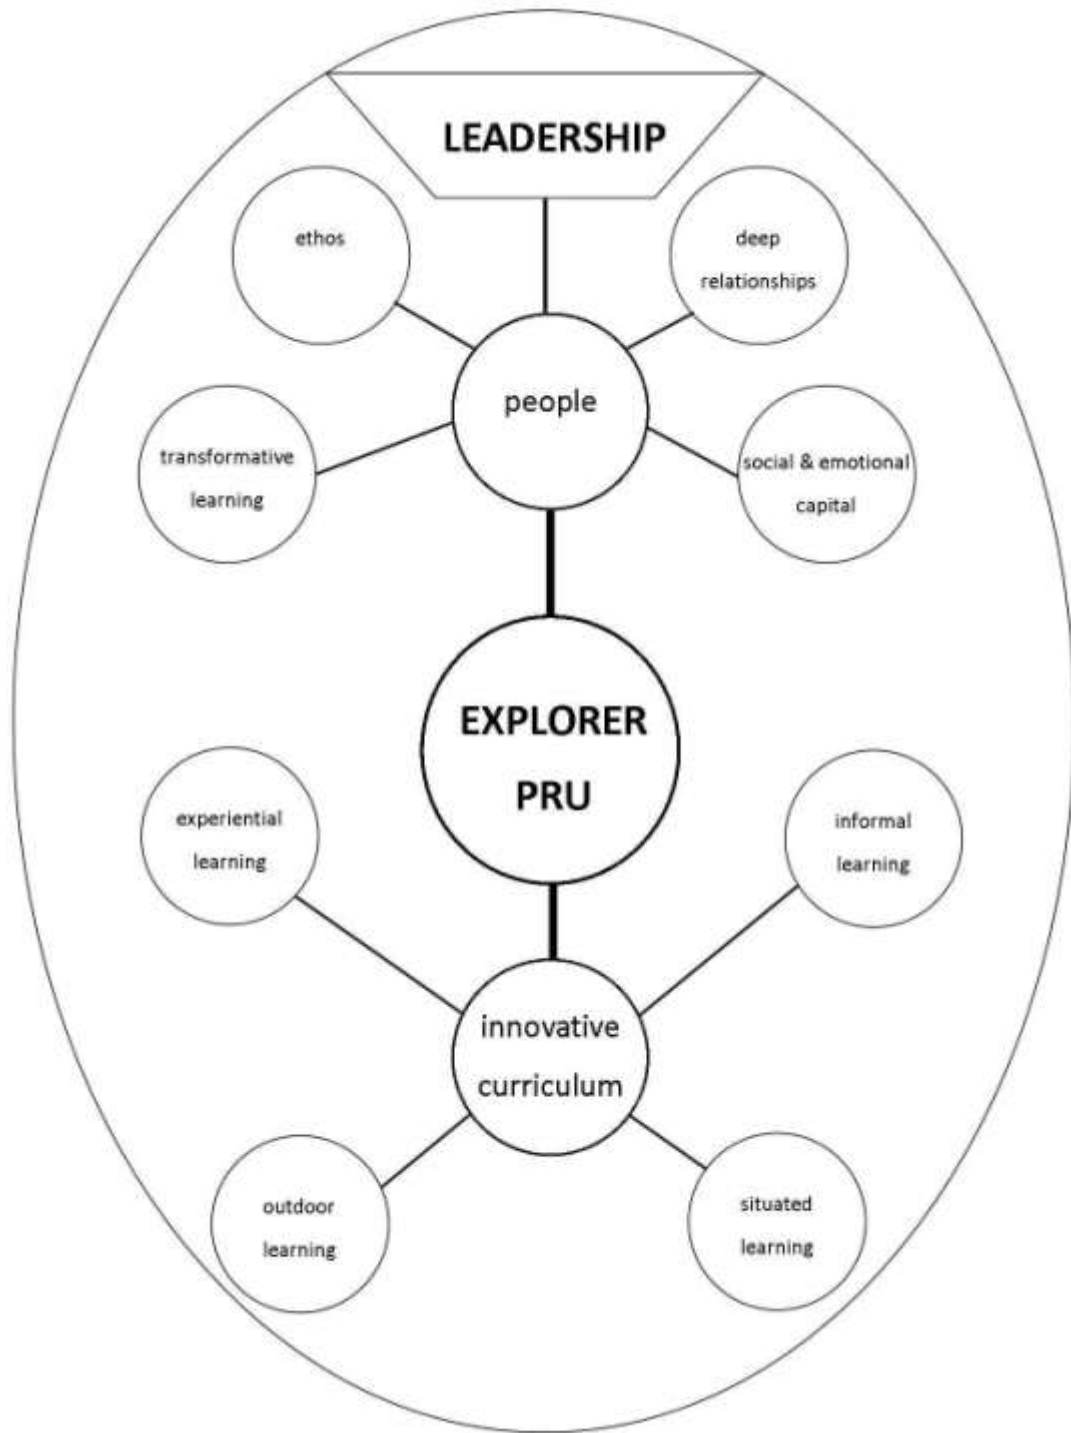 LEADERSHIP
ethos
deep
relationships
people
transformative
learning
social & emotional
capital
EXPLORER
PRU
experiential
learning
informal
learning
innovative
curriculum
outdoor
learning
situated
learning